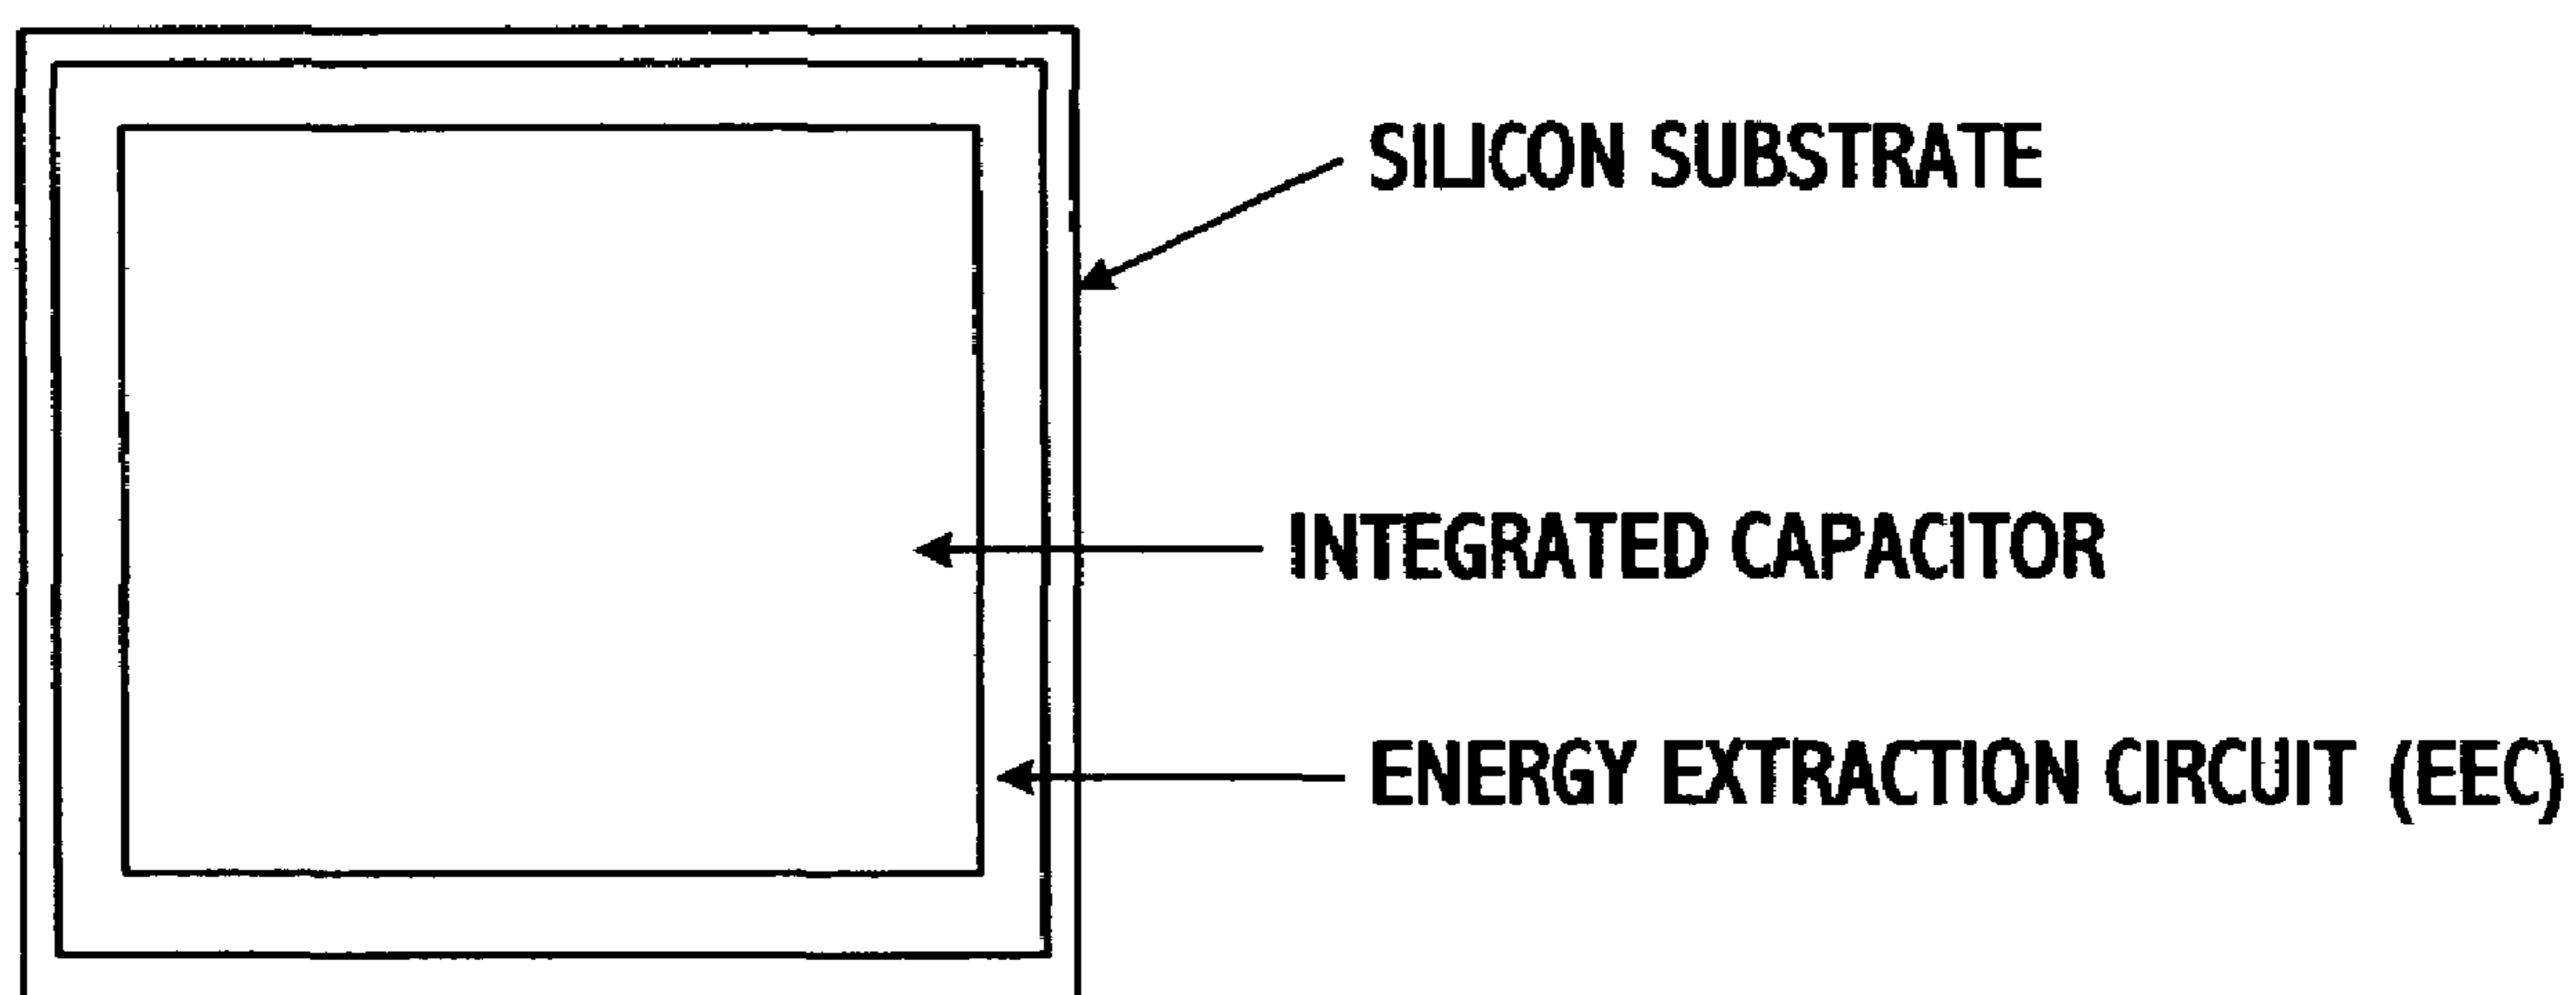 SILICON SUBSTRATE
INTEGRATED CAPACITOR
ENERGY EXTRACTION CIRCUIT (EEC)